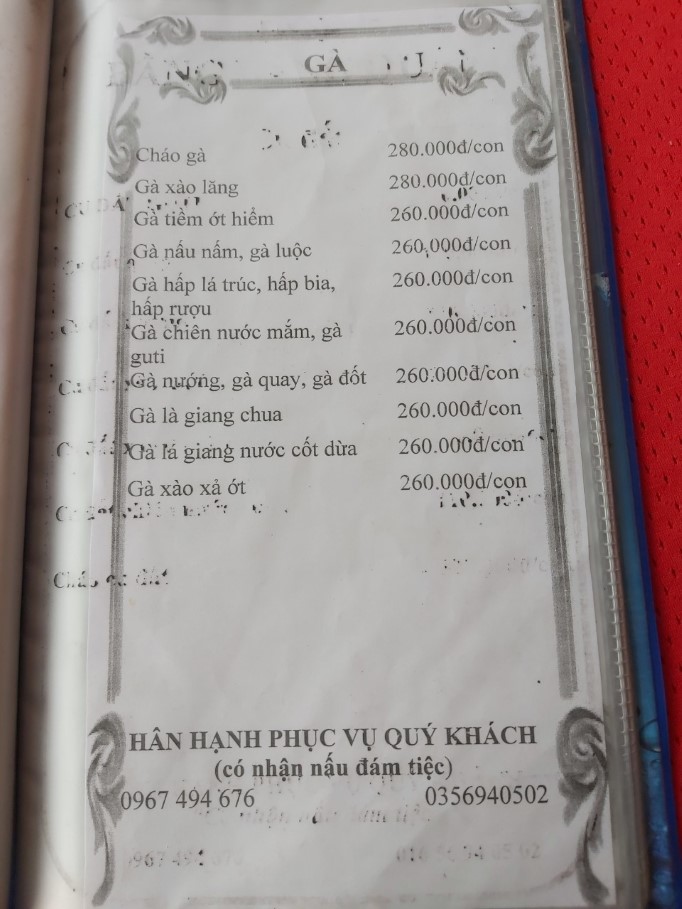 GÀ
Cháo gà 280.000đ/con
Gà xào lăng 280.000đ/con
Gà tiềm ớt hiểm 260.000đ/con
Gà nấu nấm, gà luộc 260,000đ/con
Gà hấp lá trúc, hấp bia, 260.000đ/con
hấp rượu
Gà chiên nước mắm, gà 260.000đ/con
guti
Gà nướng, gà quay, gà đốt 260.000đ/con
Gà là giang chua 260.000đ/con
Gà lá giang nước cốt dừa 260.000đ/con
Gà xào xả ớt 260.000đ/con
HÂN HẠNH PHỤC VỤ QUÝ KHÁCH
(có nhận nấu đám tiệc)
0967 494 676 0356940502